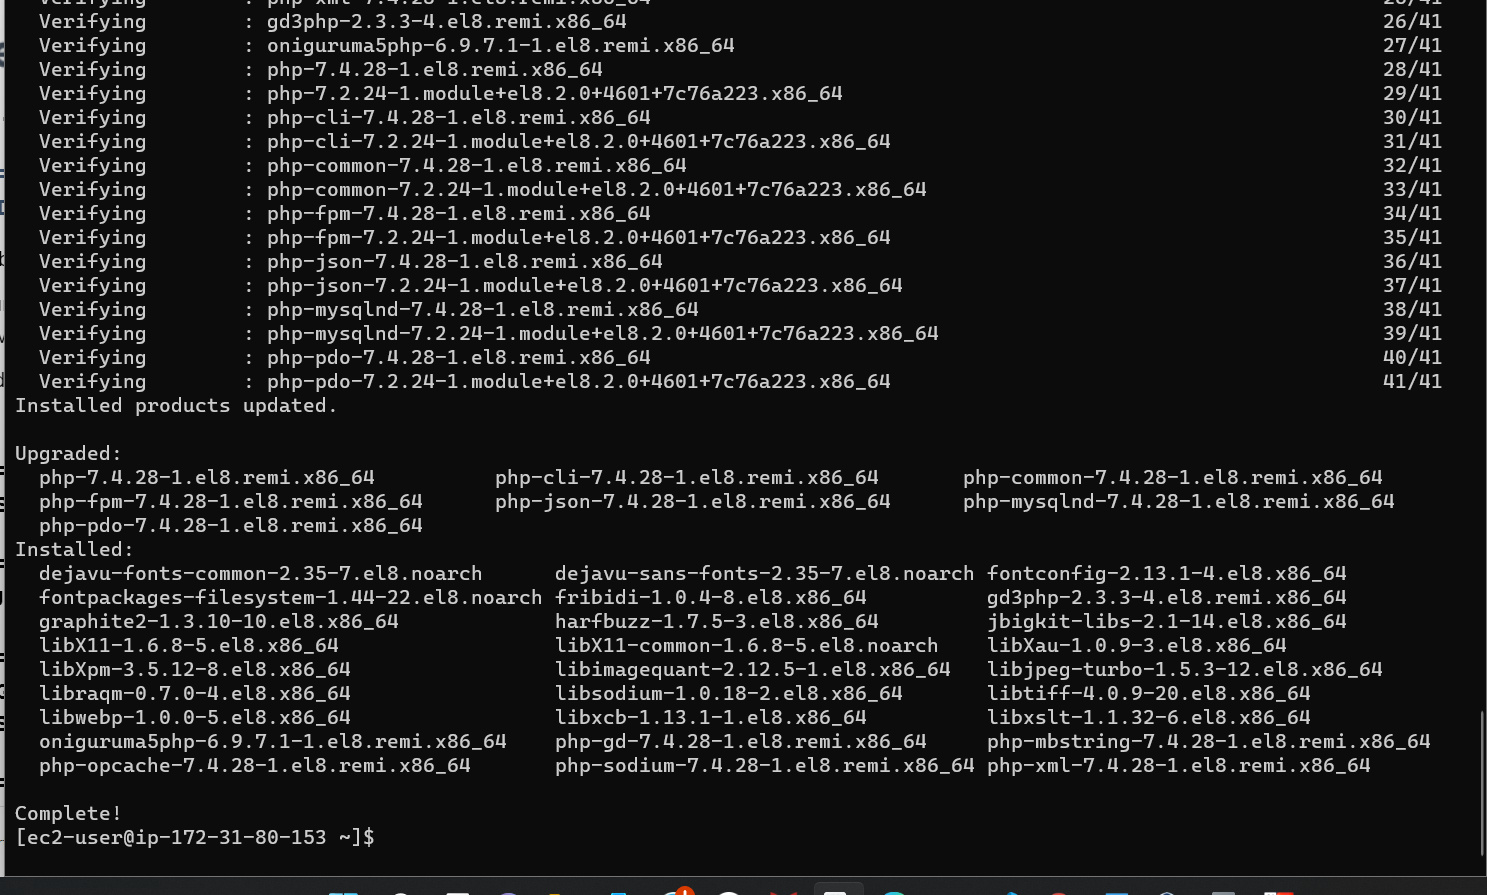 Verifying : gd3php-2.3.3-4.el8.remi.x86_64 26/41
Verifying : oniguruma5php-6.9.7.1-1.el8.remi.x86_64 27/41
Verifying : php-7.4.28-1.el8.remi.x86_64 28/41
Verifying : php-7.2.24-1.module+el8.2.0+4601+7c76a223.x86_64 29/41
Verifying : php-cli-7.4.28-1.el8.remi.x86_64 30/41
Verifying : php-cli-7.2.24-1.module+el8.2.0+4601+7c76a223.x86_64 31/41
Verifying : php-common-7.4.28-1.el8.remi.x86_64 32/41
Verifying : php-common-7.2.24-1.module+el8.2.0+4601+7c76a223.x86_64 33/41
Verifying : php-fpm-7.4.28-1.el8.remi.x86_64 34/41
Verifying : php-fpm-7.2.24-1.module+el8.2.0+4601+7c76a223.x86_64 35/41
Verifying : php-json-7.4.28-1.el8.remi.x86_64 36/41
Verifying : php-json-7.2.24-1.module+el8.2.0+4601+7c76a223.x86_64 37/41
Verifying : php-mysqlnd-7.4.28-1.el8.remi.x86_64 38/41
Verifying : php-mysqlnd-7.2.24-1.module+el8.2.0+4601+7c76a223.x86_64 39/41
Verifying : php-pdo-7.4.28-1.el8.remi.x86_64 40/41
Verifying : php-pdo-7.2.24-1.module+el8.2.0+4601+7c76a223.x86_64 41/41
Installed products updated.
Upgraded:
php-7.4.28-1.el8.remi.x86_64 php-cli-7.4.28-1.el8.remi.x86_64 php-common-7.4.28-1.el8.remi.x86_64
php-fpm-7.4.28-1.el8.remi.x86_64 php-json-7.4.28-1.el8.remi.x86_64 php-mysqlnd-7.4.28-1.el8.remi.x86_64
php-pdo-7.4.28-1.el8.remi.x86_64
Installed:
dejavu-fonts-common-2.35-7.el8.noarch dejavu-sans-fonts-2.35-7.el8.noarch fontconfig-2.13.1-4.el8.x86_64
fontpackages-filesystem-1.44-22.el8.noarch fribidi-1.0.4-8.el8.x86_64 gd3php-2.3.3-4.el8.remi.x86_64
graphite2-1.3.10-10.el8.x86_64 harfbuzz-1.7.5-3.el8.x86_64 jbigkit-libs-2.1-14.el8.x86_64
libX11-1.6.8-5.el8.x86_64 libX11-common-1.6.8-5.el8.noarch libXau-1.0.9-3.el8.x86_64
libXpm-3.5.12-8.el8.x86_64 libimagequant-2.12.5-1.el8.x86_64 libjpeg-turbo-1.5.3-12.el8.x86_64
libraqm-0.7.0-4.el8.x86_64 libsodium-1.0.18-2.el8.x86_64 libtiff-4.0.9-20.el8.x86_64
libwebp-1.0.0-5.el8.x86_64 libxcb-1.13.1-1.el8.x86_64 libxslt-1.1.32-6.el8.x86_64
oniguruma5php-6.9.7.1-1.el8.remi.x86_64 php-gd-7.4.28-1.el8.remi.x86_64 php-mbstring-7.4.28-1.el8.remi.x86_64
php-opcache-7.4.28-1.el8.remi.x86_64 php-sodium-7.4.28-1.el8.remi.x86_64 php-xml-7.4.28-1.el8.remi.x86_64
Complete!
[ec2-user@ip-172-31-80-153 ~]$